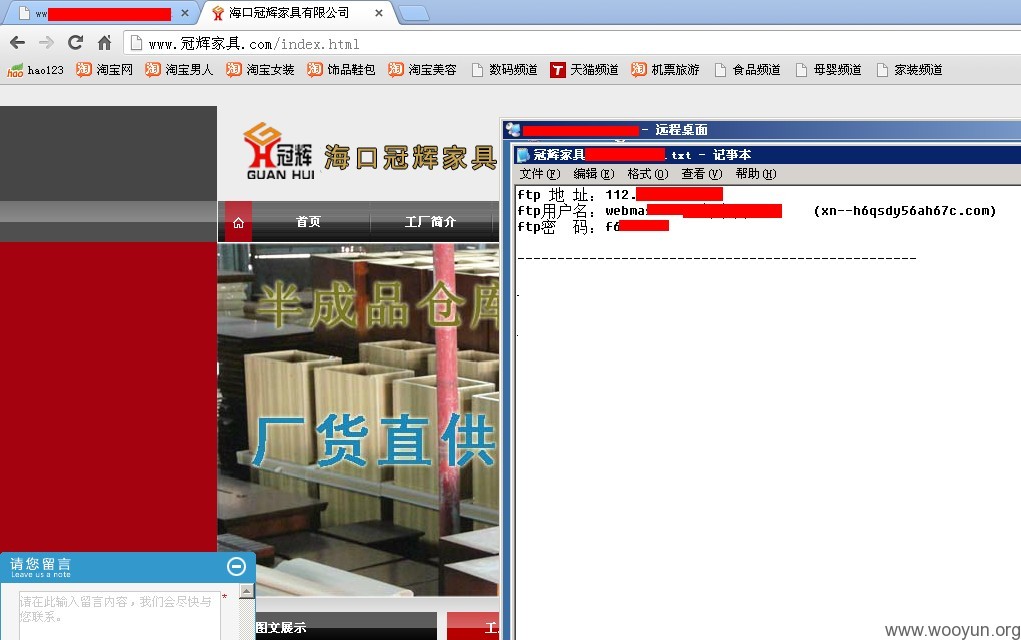 ww
海口冠辉家具有限公司
www.冠辉家具.com/index.html
hao123 淘宝网 淘宝男人 淘宝女装 饰品鞋包 淘宝美容 数码频道 天猫频道 机票旅游 食品频道 母婴频道 家装频道
冠辉
GUAN HUI
海口冠辉家具
首页 工厂简介
半成品仓库
厂货直供
请您留言
Leave us a note
请在此输入留言内容，我们会尽快与
您联系。
*
图文展示
工
- 远程桌面
冠辉家具 .txt - 记事本
文件(F) 编辑(E) 格式(O) 查看(V) 帮助(H)
ftp 地 址：112.
ftp用户名：webmas (xn--h6qsdy56ah67c.com)
ftp密 码：f6
--------------------------------------------------
www.wooyun.org